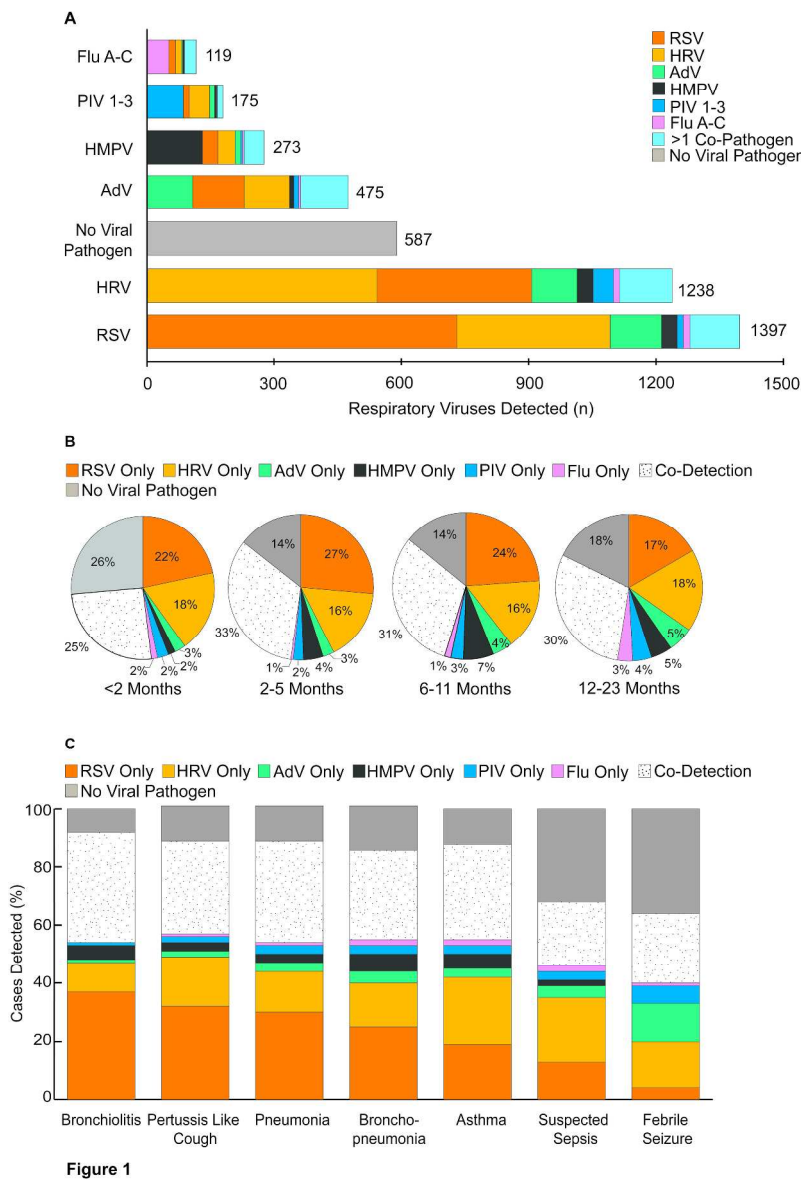 A
RSV
HRV
AdV
HMPV
PIV 1-3
Flu A-C
>1 Co-Pathogen
No Viral Pathogen
Flu A-C
119
PIV 1-3
175
HMPV
273
AdV
475
No Viral
Pathogen
587
HRV
1238
RSV
1397
0
300
600
900
1200
1500
Respiratory Viruses Detected (n)
B
RSV Only
HRV Only
AdV Only
HMPV Only
PIV Only
Flu Only
Co-Detection
No Viral Pathogen
26%
22%
18%
25%
3%
2%
2%
2%
<2 Months
14%
27%
16%
33%
3%
4%
2%
1%
2-5 Months
14%
24%
16%
31%
4%
7%
3%
1%
6-11 Months
18%
17%
18%
30%
5%
5%
4%
3%
12-23 Months
C
RSV Only
HRV Only
AdV Only
HMPV Only
PIV Only
Flu Only
Co-Detection
No Viral Pathogen
100
80
60
40
20
0
Cases Detected (%)
Bronchiolitis
Pertussis Like
Cough
Pneumonia
Broncho-
pneumonia
Asthma
Suspected
Sepsis
Febrile
Seizure
Figure 1